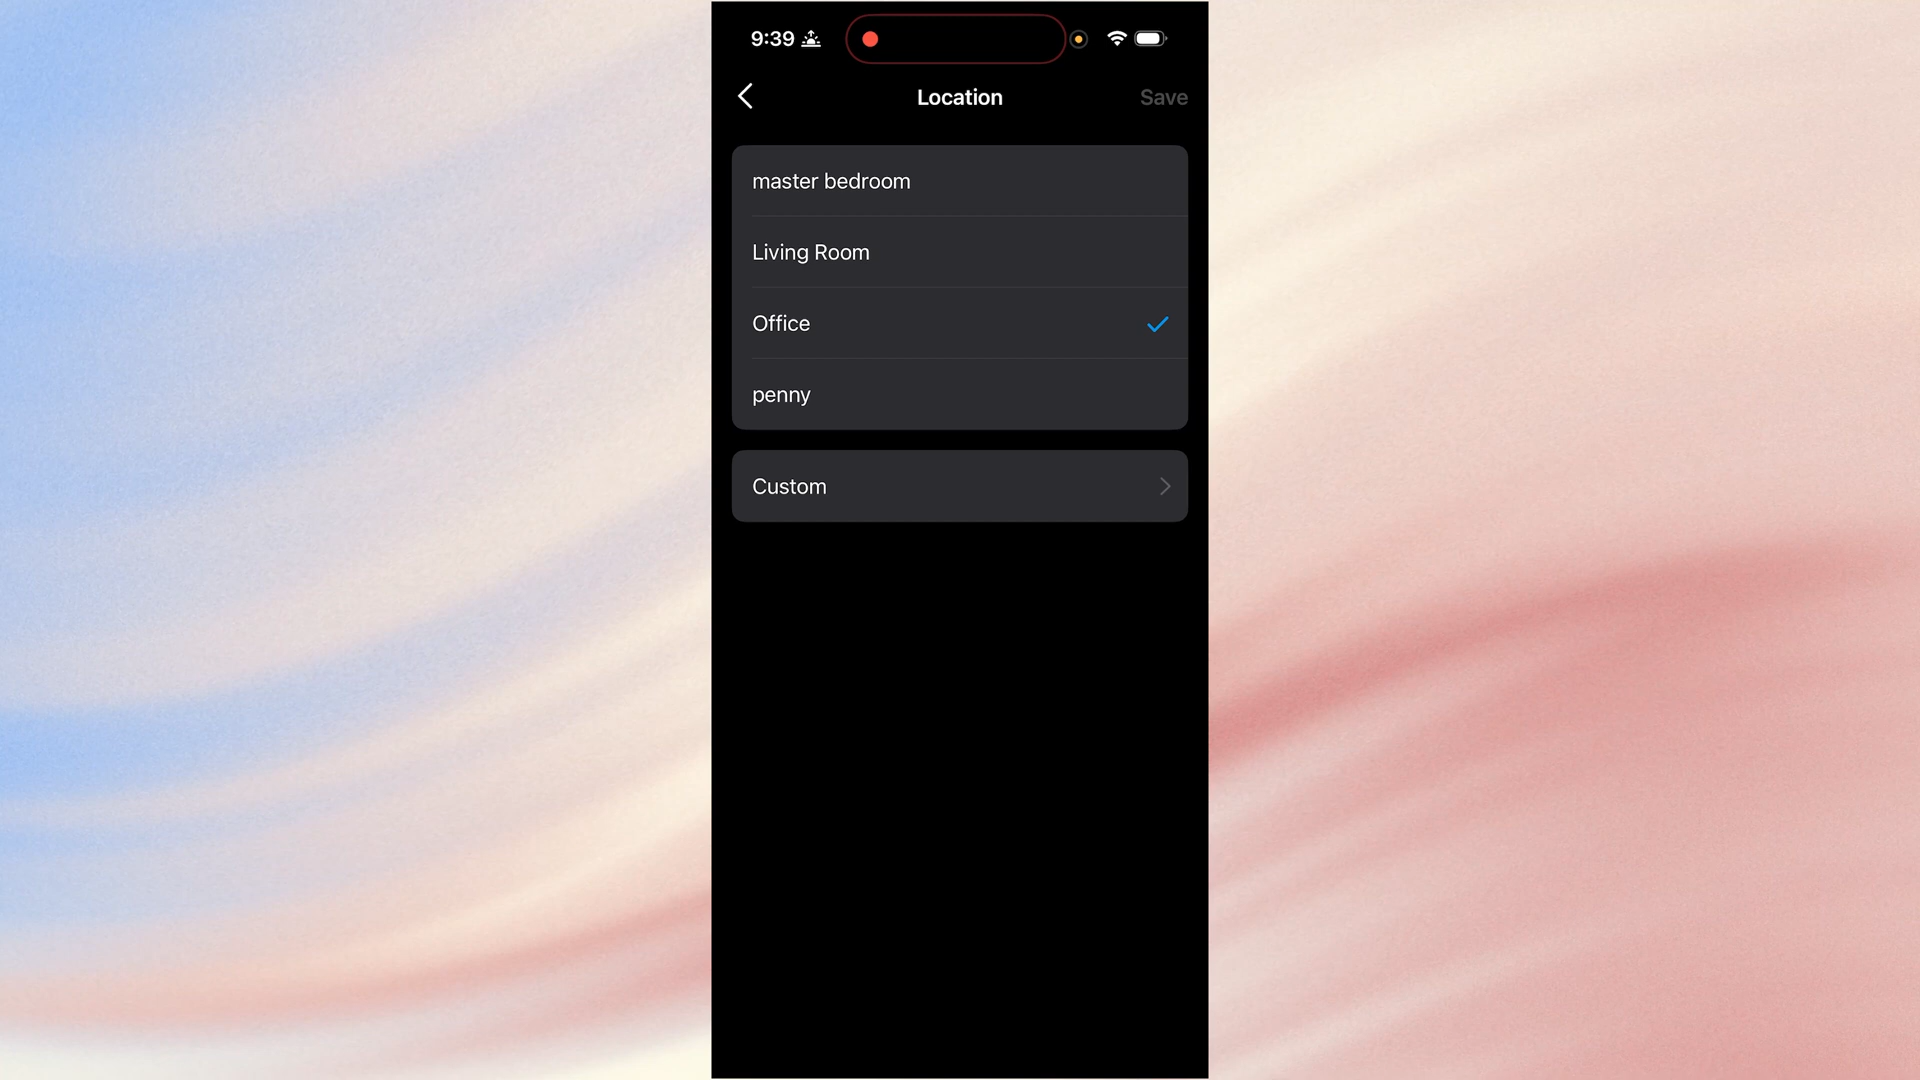 9:39
Location
Save
master bedroom
Living Room
Office
penny
Custom